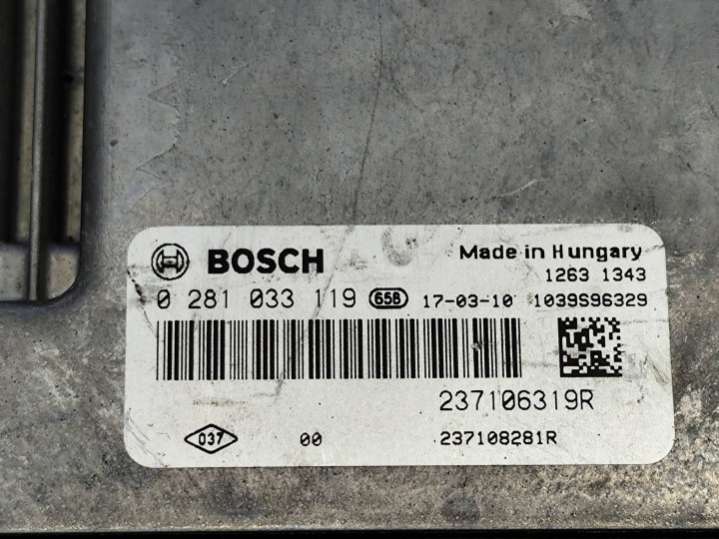 BOSCH
Made in Hungary
1263 1343
0 281 033 119 658 17-03-10 1039S96329
237106319R
037 00 237108281R